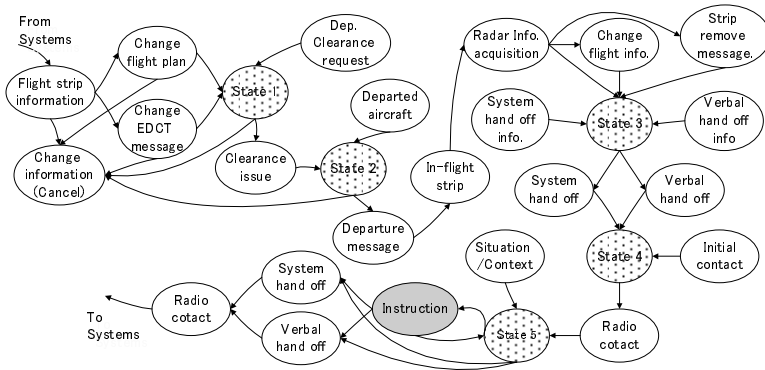 From
Systems
Flight strip
information
Change
flight plan
Change
EDCT
message
Change
information
(Cancel)
State 1
Dep.
Clearance
request
Clearance
issue
Departed
aircraft
State 2
Departure
message
In-flight
strip
Radar Info.
acquisition
Change
flight info.
Strip
remove
message.
System
hand off
info.
State 3
Verbal
hand off
info
System
hand off
Verbal
hand off
State 4
Initial
contact
Radio
cotact
Situation
/Context
State 5
Instruction
System
hand off
Verbal
hand off
Radio
cotact
To
Systems